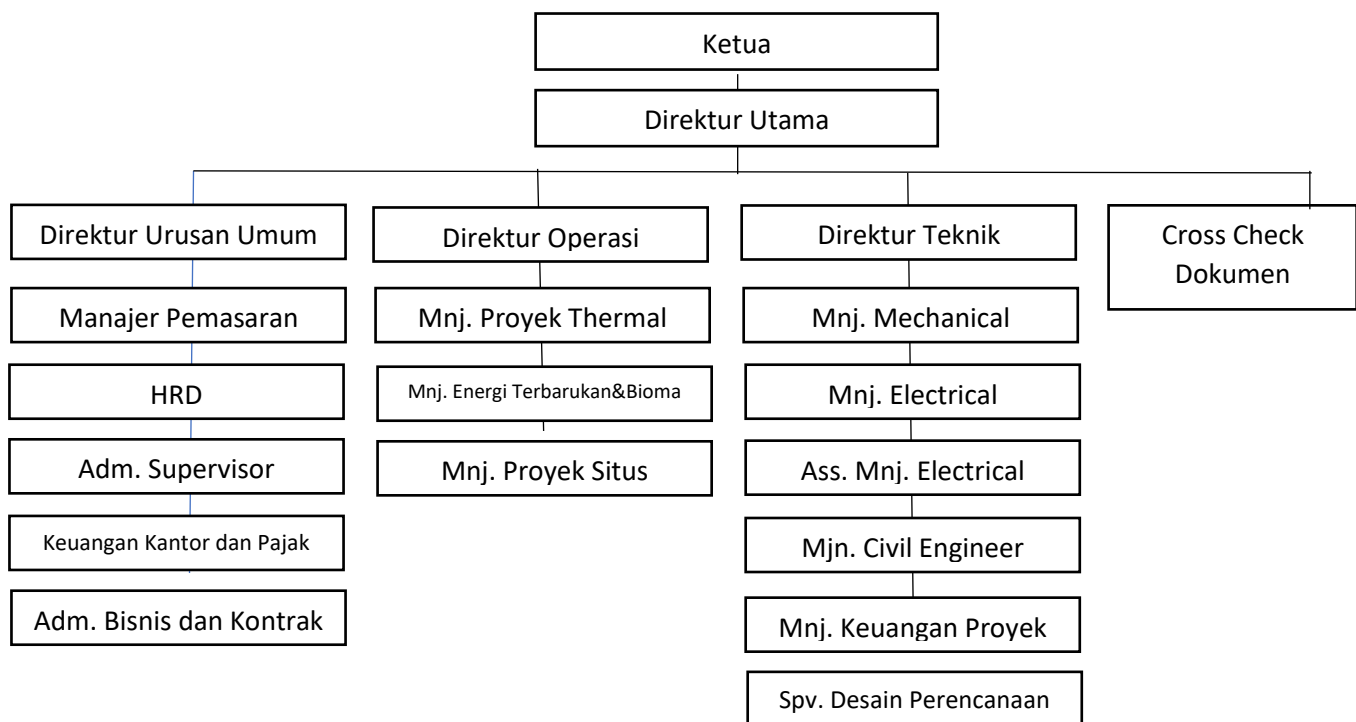 Ketua
Direktur Utama
Direktur Urusan Umum
Manajer Pemasaran
HRD
Adm. Supervisor
Keuangan Kantor dan Pajak
Adm. Bisnis dan Kontrak
Direktur Operasi
Mnj. Proyek Thermal
Mnj. Energi Terbarukan&Bioma
Mnj. Proyek Situs
Direktur Teknik
Mnj. Mechanical
Mnj. Electrical
Ass. Mnj. Electrical
Mjn. Civil Engineer
Mnj. Keuangan Proyek
Spv. Desain Perencanaan
Cross Check
Dokumen